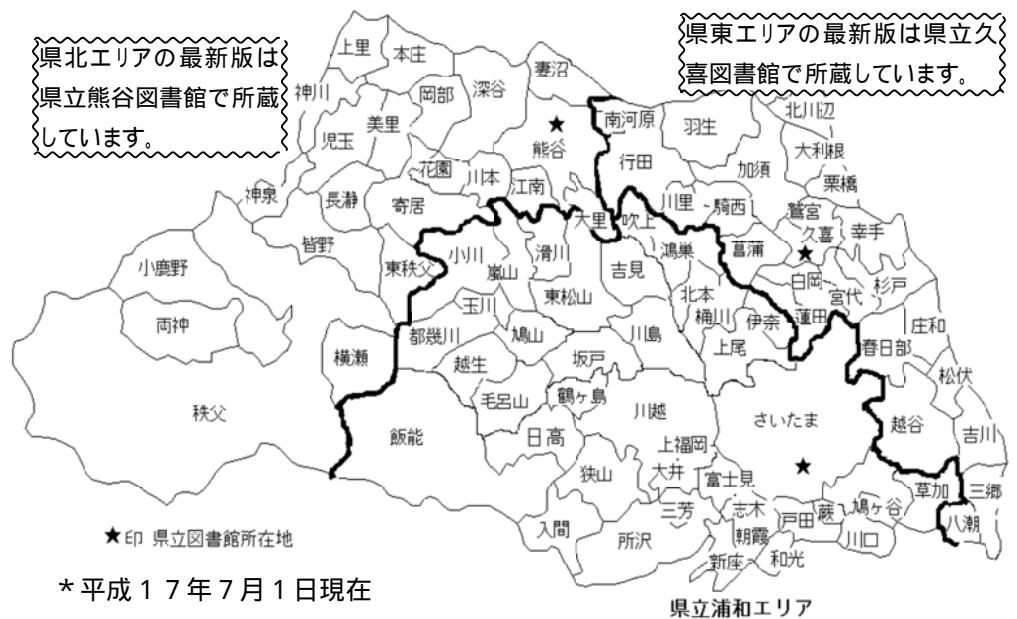 県北エリアの最新版は
県立熊谷図書館で所蔵
しています。
県東エリアの最新版は県立久
喜図書館で所蔵しています。
上里
本庄
妻沼
深谷
神川
岡部
南河原
北川辺
美里
羽生
児玉
熊谷
行田
大利根
花園
川本
加須
江南
栗橋
神泉
長瀞
寄居
川里
騎西
鷲宮
大里
吹上
久喜
幸手
皆野
小川
滑川
鴻巣
菖蒲
小鹿野
東秩父
嵐山
吉見
白岡
杉戸
東松山
北本
宮代
玉川
桶川
伊奈
蓮田
両神
庄和
都幾川
鳩山
川島
横瀬
上尾
春日部
越生
坂戸
松伏
毛呂山
鶴ヶ島
秩父
川越
さいたま
越谷
飯能
日高
吉川
上福岡
狭山
大井
富士見
草加
三郷
三芳
志木
蕨
鳩ヶ谷
入間
戸田
八潮
★印 県立図書館所在地
所沢
朝霞
川口
新座
和光
*平成17年7月1日現在
県立浦和エリア